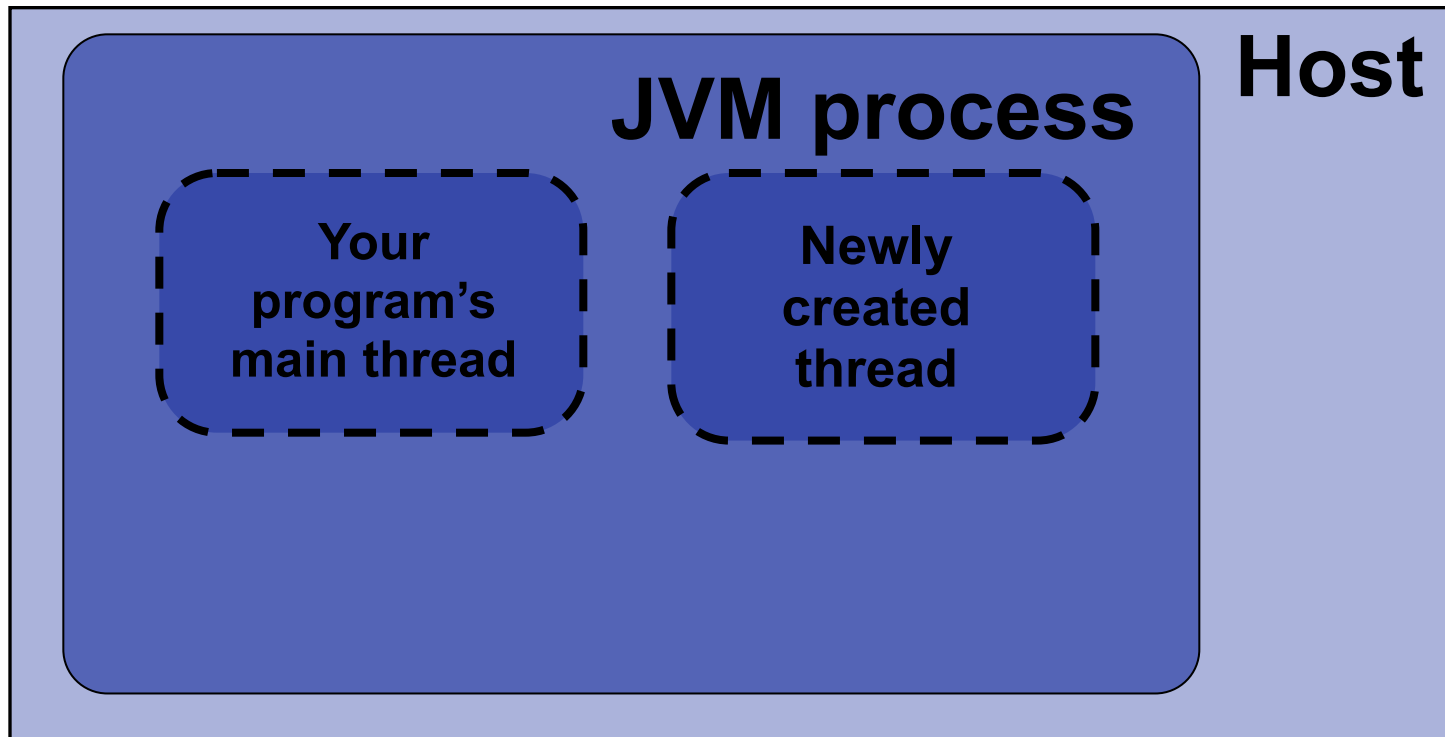 Host
JVM process
Your
program’s
main thread
Newly
created
thread